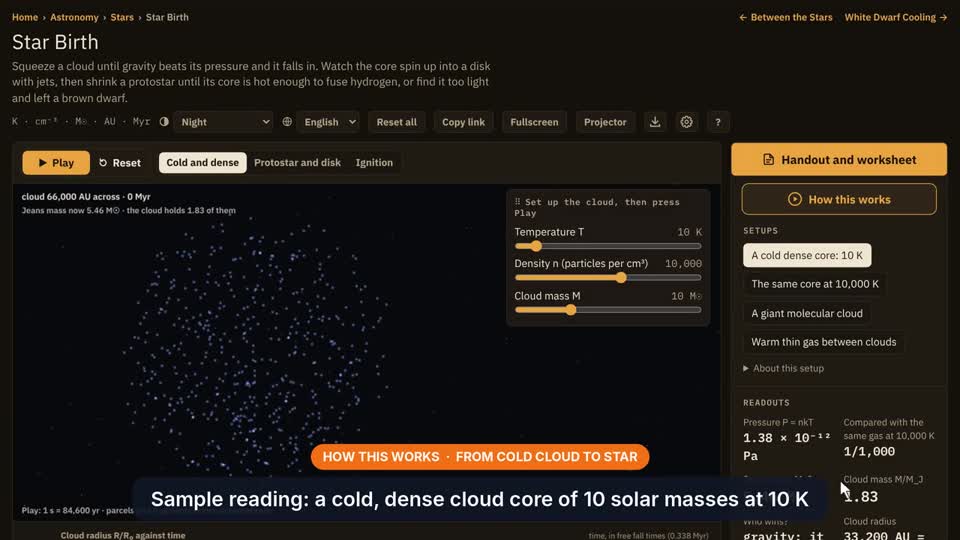 Home › Astronomy › Stars › Star Birth
← Between the Stars White Dwarf Cooling →
Star Birth
Squeeze a cloud until gravity beats its pressure and it falls in. Watch the core spin up into a disk
with jets, then shrink a protostar until its core is hot enough to fuse hydrogen, or find it too light
and left a brown dwarf.
K · cm⁻³ · M☉ · AU · Myr
Night
English
Reset all
Copy link
Fullscreen
Projector
?
Play
Reset
Cold and dense
Protostar and disk
Ignition
Handout and worksheet
How this works
cloud 66,000 AU across · 0 Myr
Jeans mass now 5.46 M☉ · the cloud holds 1.83 of them
Set up the cloud, then press
Play
Temperature T 10 K
Density n (particles per cm³) 10,000
Cloud mass M 10 M☉
SETUPS
A cold dense core: 10 K
The same core at 10,000 K
A giant molecular cloud
Warm thin gas between clouds
About this setup
READOUTS
Pressure P = nkT
1.38 × 10⁻¹²
Pa
Compared with the
same gas at 10,000 K
1/1,000
Cloud mass M/M_J
1.83
Who wins?
gravity: it
Cloud radius
33,200 AU =
HOW THIS WORKS · FROM COLD CLOUD TO STAR
Sample reading: a cold, dense cloud core of 10 solar masses at 10 K
Play: 1 s = 84,600 yr · parcels
Cloud radius R/R₀ against time
time, in free fall times (0.338 Myr)